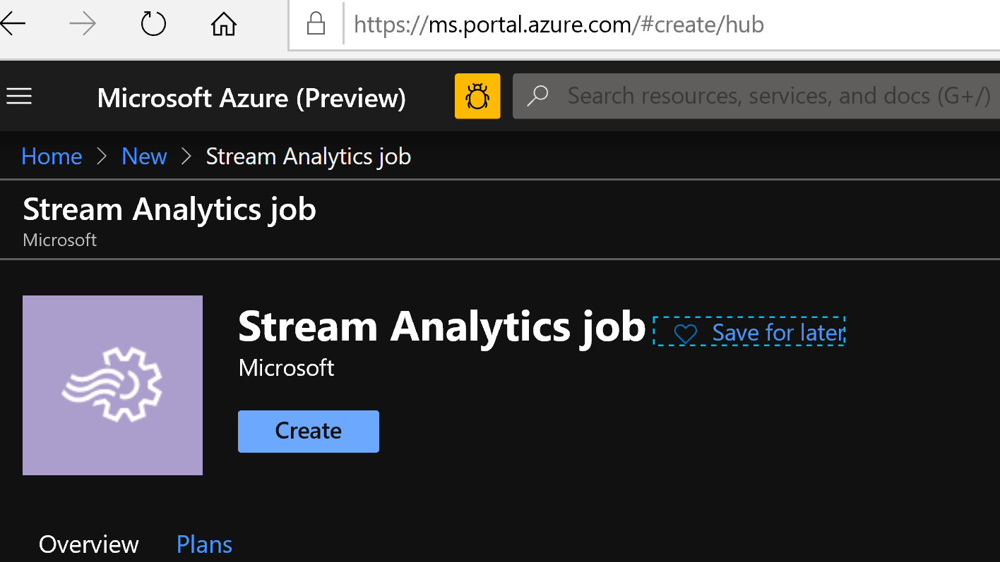 https://ms.portal.azure.com/#create/hub
Microsoft Azure (Preview)
Search resources, services, and docs (G+/)
Home > New > Stream Analytics job
Stream Analytics job
Microsoft
Stream Analytics job
Save for later
Microsoft
Create
Overview Plans